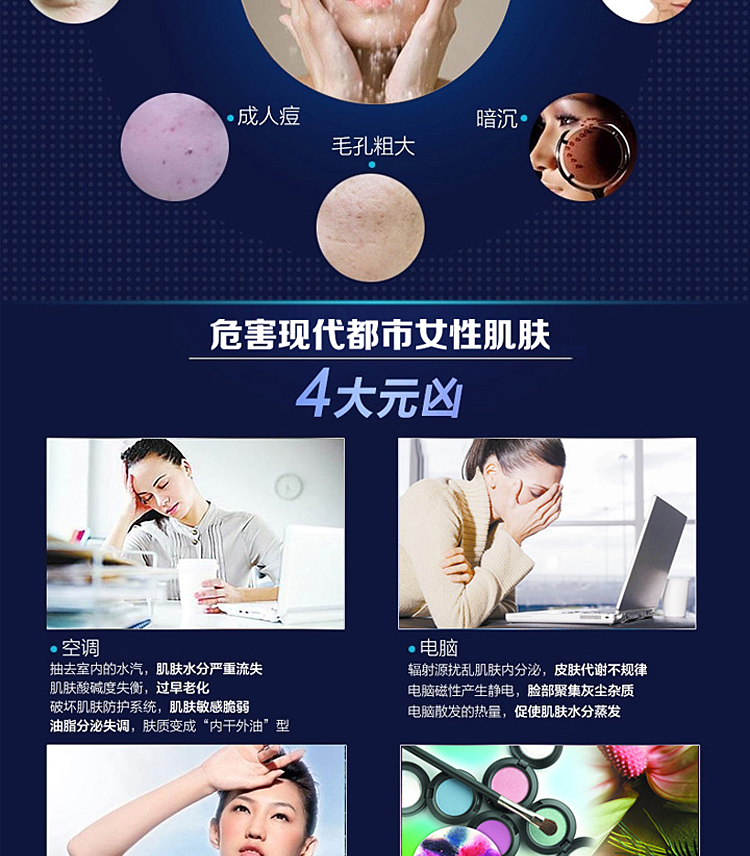 成人痘
暗沉
毛孔粗大
危害现代都市女性肌肤
4大元凶
空调
抽去室内的水汽，肌肤水分严重流失
肌肤酸碱度失衡，过早老化
破坏肌肤防护系统，肌肤敏感脆弱
油脂分泌失调，肤质变成“内干外油”型
电脑
辐射源扰乱肌肤内分泌，皮肤代谢不规律
电脑磁性产生静电，脸部聚集灰尘杂质
电脑散发的热量，促使肌肤水分蒸发